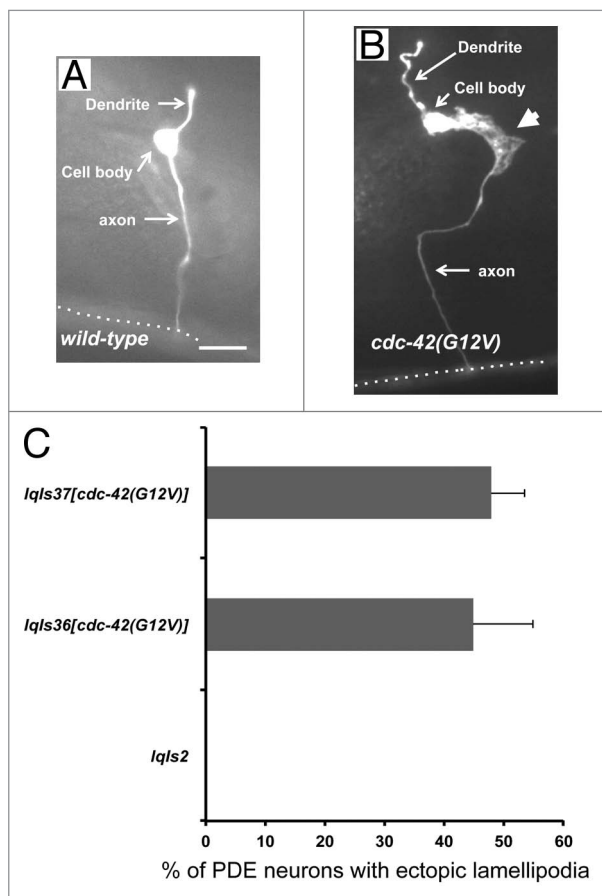 A
Dendrite
Cell body
axon
wild-type
B
Dendrite
Cell body
axon
cdc-42(G12V)
C
lqIs37[cdc-42(G12V)]
lqIs36[cdc-42(G12V)]
lqIs2
0 10 20 30 40 50 60
% of PDE neurons with ectopic lamellipodia